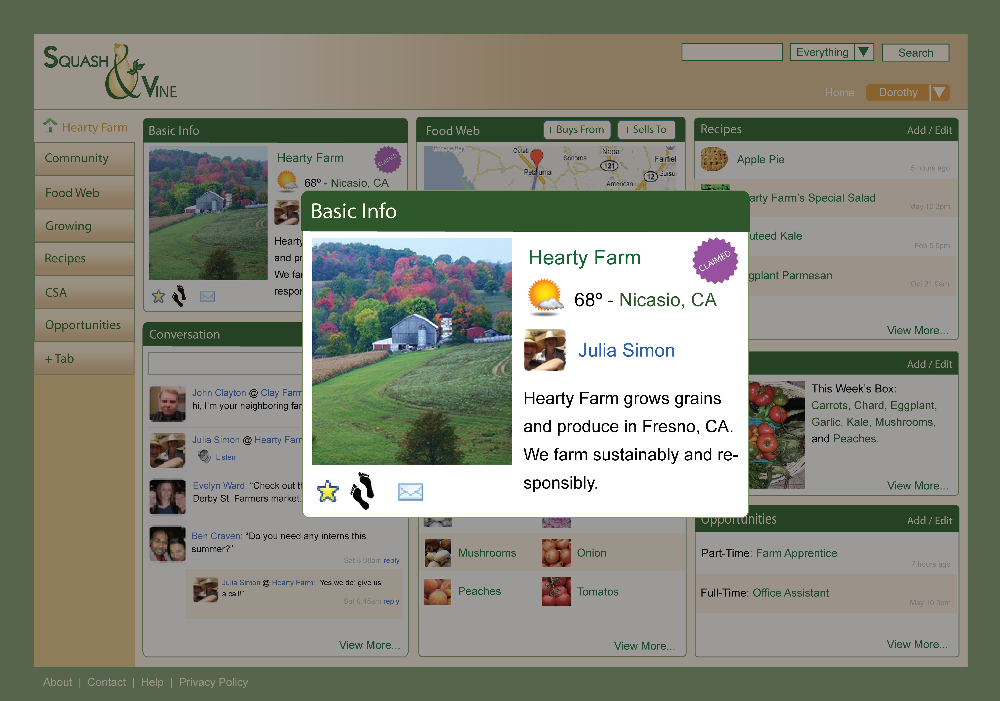 SQUASH & VINE
Everything
Search
Home
Dorothy
Hearty Farm
Community
Food Web
Growing
Recipes
CSA
Opportunities
+ Tab
Basic Info
Hearty Farm
CLAIMED
68º - Nicasio, CA
Hearty
and pr
We far
respon
Food Web
+ Buys From
+ Sells To
Bodega Bay
Cotati
Napa
Sonoma
121
Fairfiel
Petaluma
12
Suisu
American
Recipes
Add / Edit
Apple Pie
5 hours ago
arty Farm’s Special Salad
May 10 3pm
uteed Kale
Feb 5 6pm
gplant Parmesan
Oct 21 9am
View More...
Basic Info
Hearty Farm
CLAIMED
68º - Nicasio, CA
Julia Simon
Hearty Farm grows grains
and produce in Fresno, CA.
We farm sustainably and re-
sponsibly.
Conversation
John Clayton @ Clay Farm
hi, I’m your neighboring far
Julia Simon @ Hearty Farm
Listen
Evelyn Ward: “Check out th
Derby St. Farmers market.
Ben Craven: “Do you need any interns this
summer?”
Sat 8:08am reply
Julia Simon @ Hearty Farm: “Yes we do! give us
a call!”
Sat 9:45am reply
View More...
Mushrooms
Onion
Peaches
Tomatos
View More...
Add / Edit
This Week’s Box:
Carrots, Chard, Eggplant,
Garlic, Kale, Mushrooms,
and Peaches.
View More...
Opportunities
Add / Edit
Part-Time: Farm Apprentice
7 hours ago
Full-Time: Office Assistant
May 10 3pm
View More...
About | Contact | Help | Privacy Policy